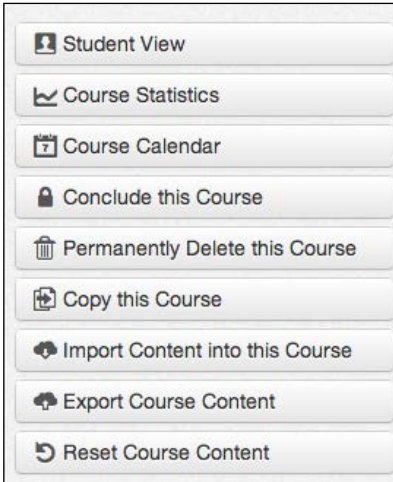 Student View
Course Statistics
7
Course Calendar
Conclude this Course
Permanently Delete this Course
Copy this Course
Import Content into this Course
Export Course Content
Reset Course Content